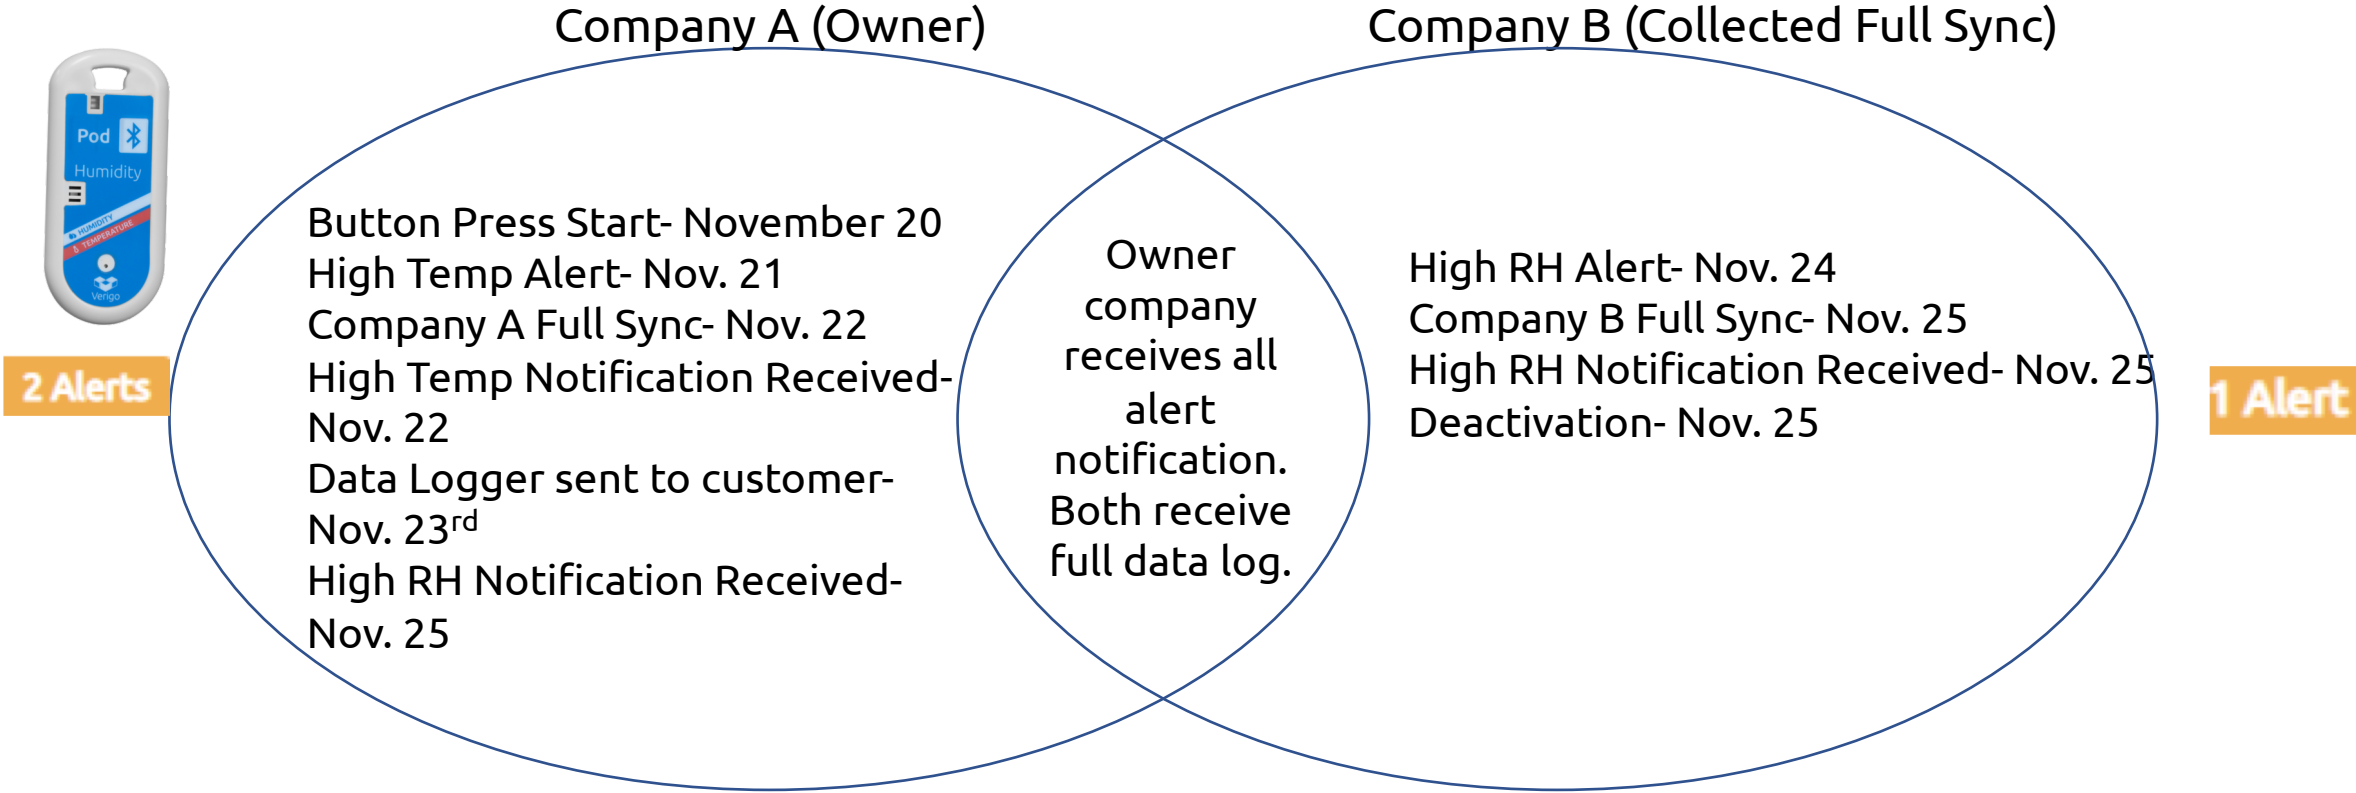 Company A (Owner)
Company B (Collected Full Sync)
Pod
Humidity
HUMIDITY
TEMPERATURE
Verigo
2 Alerts
Button Press Start- November 20
High Temp Alert- Nov. 21
Company A Full Sync- Nov. 22
High Temp Notification Received-
Nov. 22
Data Logger sent to customer-
Nov. 23rd
High RH Notification Received-
Nov. 25
Owner
company
receives all
alert
notification.
Both receive
full data log.
High RH Alert- Nov. 24
Company B Full Sync- Nov. 25
High RH Notification Received- Nov. 25
Deactivation- Nov. 25
1 Alert